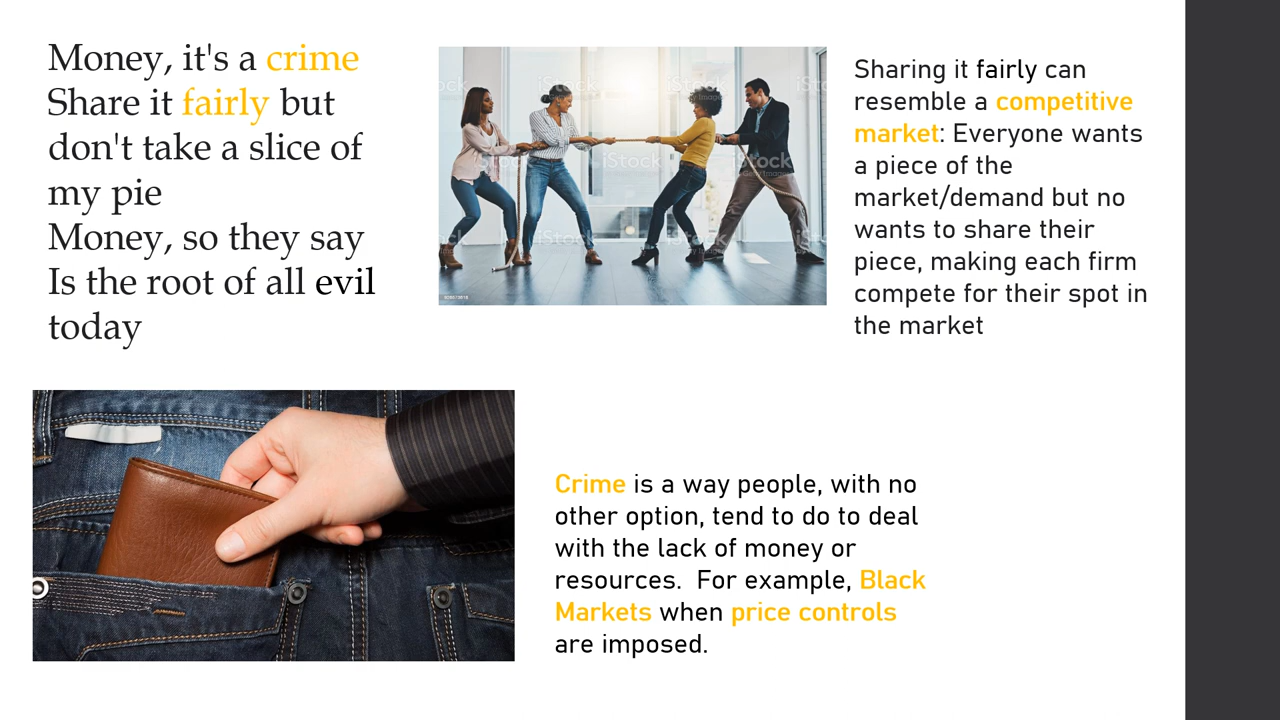 Money, it's a crime
Share it fairly but
don't take a slice of
my pie
Money, so they say
Is the root of all evil
today
iStock
Getty Images
Sharing it fairly can
resemble a competitive
market: Everyone wants
a piece of the
market/demand but no
wants to share their
piece, making each firm
compete for their spot in
the market
Crime is a way people, with no
other option, tend to do to deal
with the lack of money or
resources.  For example, Black
Markets when price controls
are imposed.